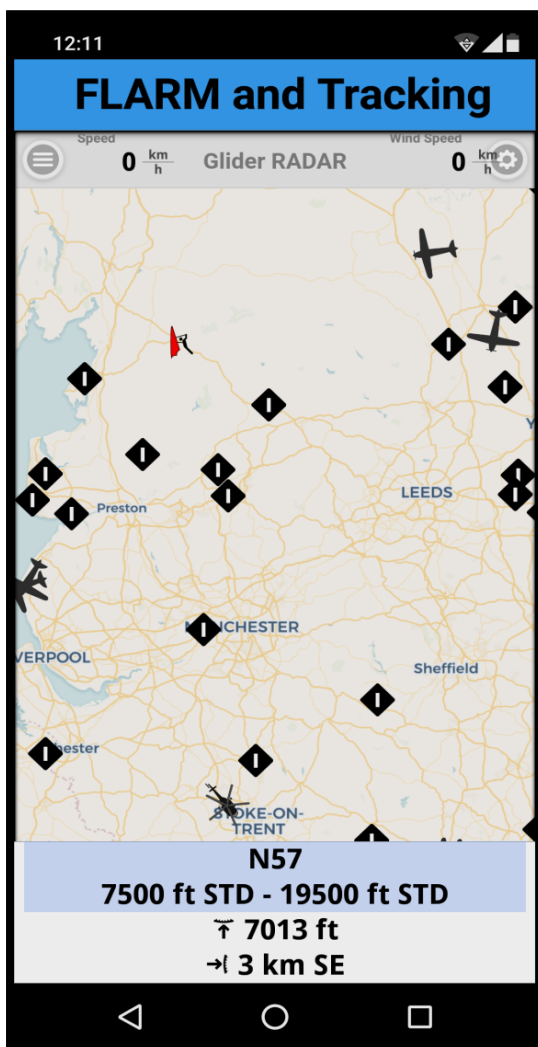 12:11
FLARM and Tracking
Speed
Wind Speed
0 km/h
Glider RADAR
0 km/h
LEEDS
Preston
NCHESTER
VERPOOL
Sheffield
hester
STOKE-ON-
TRENT
N57
7500 ft STD - 19500 ft STD
7013 ft
3 km SE